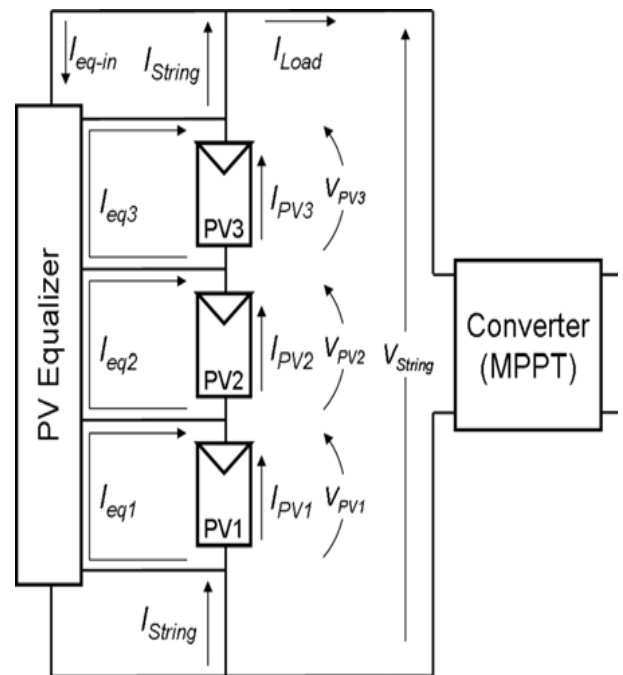 I_eq-in
I_String
I_Load
I_eq3
PV3
I_PV3
V_PV3
PV Equalizer
I_eq2
PV2
I_PV2
V_PV2
V_String
Converter
(MPPT)
I_eq1
PV1
I_PV1
V_PV1
I_String